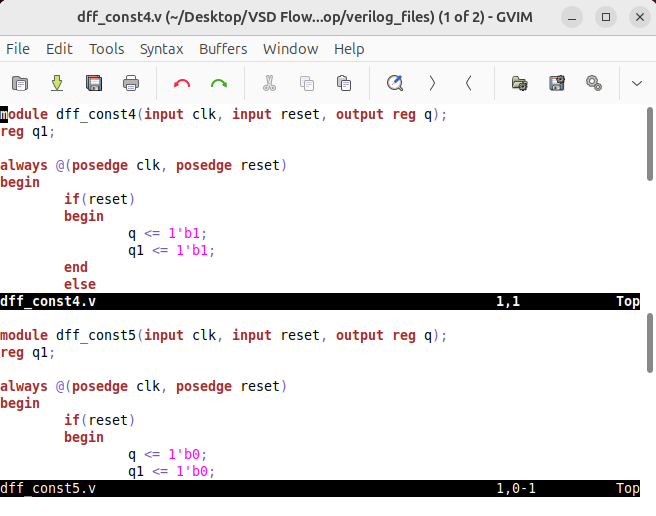 dff_const4.v (~/Desktop/VSD Flow...op/verilog_files) (1 of 2) - GVIM
File Edit Tools Syntax Buffers Window Help
module dff_const4(input clk, input reset, output reg q);
reg q1;
always @(posedge clk, posedge reset)
begin
if(reset)
begin
q <= 1'b1;
q1 <= 1'b1;
end
else
dff_const4.v 1,1 Top
module dff_const5(input clk, input reset, output reg q);
reg q1;
always @(posedge clk, posedge reset)
begin
if(reset)
begin
q <= 1'b0;
q1 <= 1'b0;
dff_const5.v 1,0-1 Top